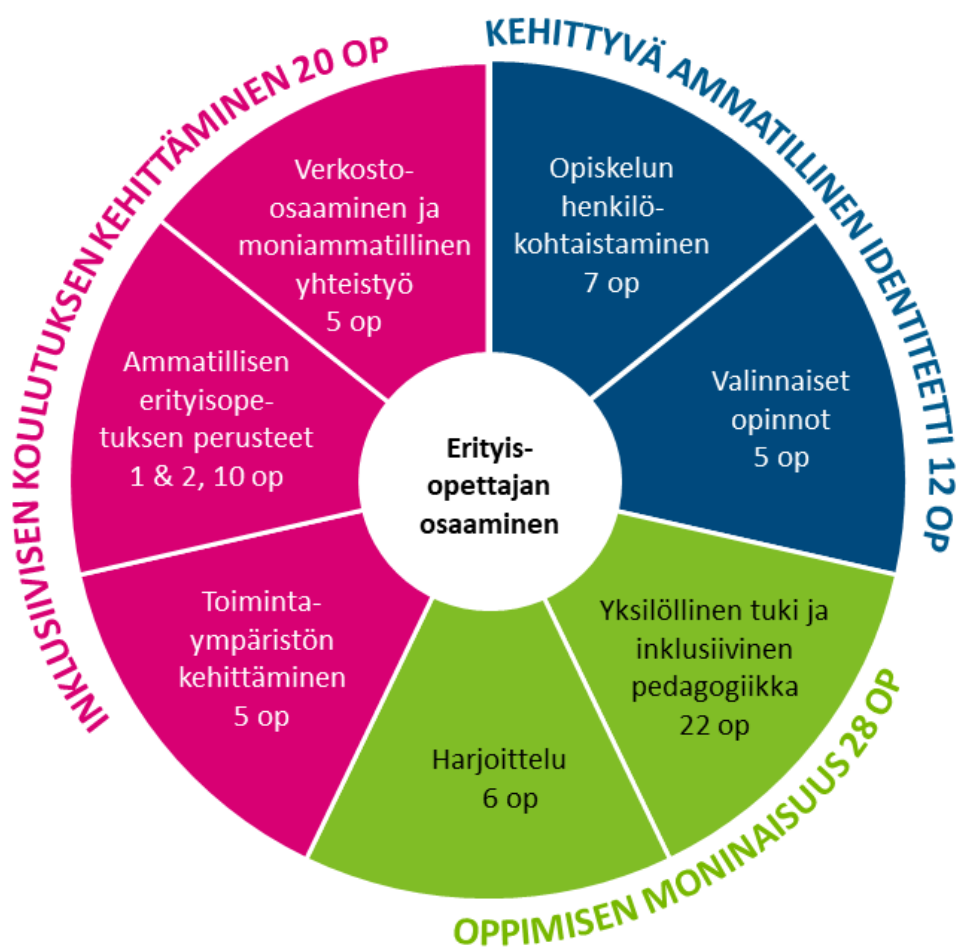 INKLUSIIVISEN KOULUTUKSEN KEHITTÄMINEN 20 OP
KEHITTYVÄ AMMATILLINEN IDENTITEETTI 12 OP
OPPIMISEN MONINAISUUS 28 OP
Verkosto-
osaaminen ja
moniammatillinen
yhteistyö
5 op
Opiskelun
henkilö-
kohtaistaminen
7 op
Ammatillisen
erityisope-
tuksen perusteet
1 & 2, 10 op
Valinnaiset
opinnot
5 op
Erityis-
opettajan
osaaminen
Toiminta-
ympäristön
kehittäminen
5 op
Yksilöllinen tuki ja
inklusiivinen
pedagogiikka
22 op
Harjoittelu
6 op